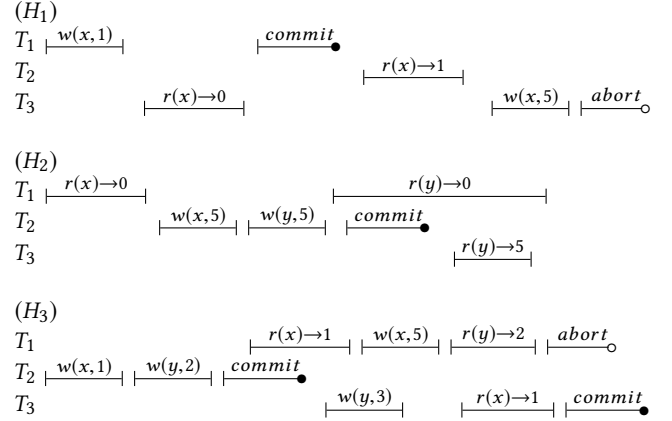 (H₁)
T₁ w(x,1) commit
T₂ r(x)→1
T₃ r(x)→0 w(x,5) abort
(H₂)
T₁ r(x)→0 r(y)→0
T₂ w(x,5) w(y,5) commit
T₃ r(y)→5
(H₃)
T₁ r(x)→1 w(x,5) r(y)→2 abort
T₂ w(x,1) w(y,2) commit
T₃ w(y,3) r(x)→1 commit